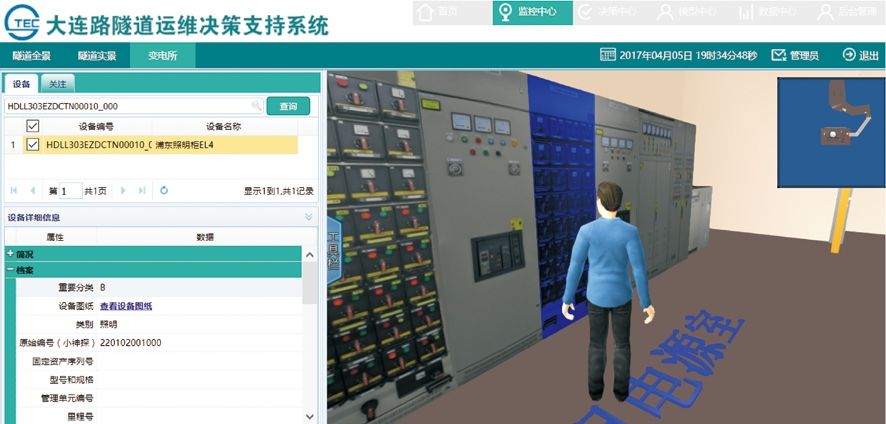 TEC 大连路隧道运维决策支持系统
首页 监控中心 决策中心 模型中心 数据中心 后台管理
隧道全景 隧道实景 变电所 2017年04月05日 19时34分48秒 管理员 退出
设备 关注
HDLL303EZDCTN00010_000 查询
设备编号 设备名称
1 HDLL303EZDCTN00010_0 浦东照明柜EL4
第 1 共1页 显示1到1,共1记录
设备详细信息
属性 数据
简况
档案
重要分类 B
设备图纸 查看设备图纸
类别 照明
原始编号（小神探） 220102001000
固定资产序列号
型号和规格
管理单元编号
里程号
工具栏
电源室